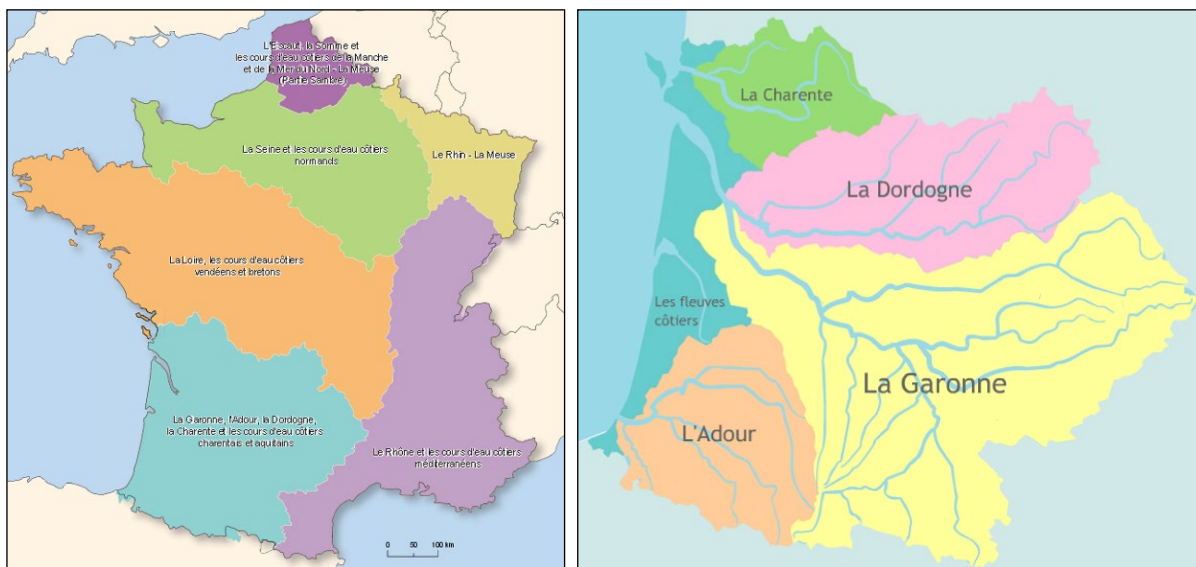 L'Escaut, la Somme et
les cours d'eau côtiers de la Manche
et de la Mer du Nord - La Meuse
(Partie Sambre)
La Seine et les cours d'eau côtiers
normands
Le Rhin - La Meuse
La Loire, les cours d'eau côtiers
vendéens et bretons
La Garonne, l'Adour, la Dordogne,
la Charente et les cours d'eau côtiers
charentais et aquitains
Le Rhône et les cours d'eau côtiers
méditerranéens
0 50 100 km
La Charente
La Dordogne
Les fleuves
côtiers
La Garonne
L'Adour